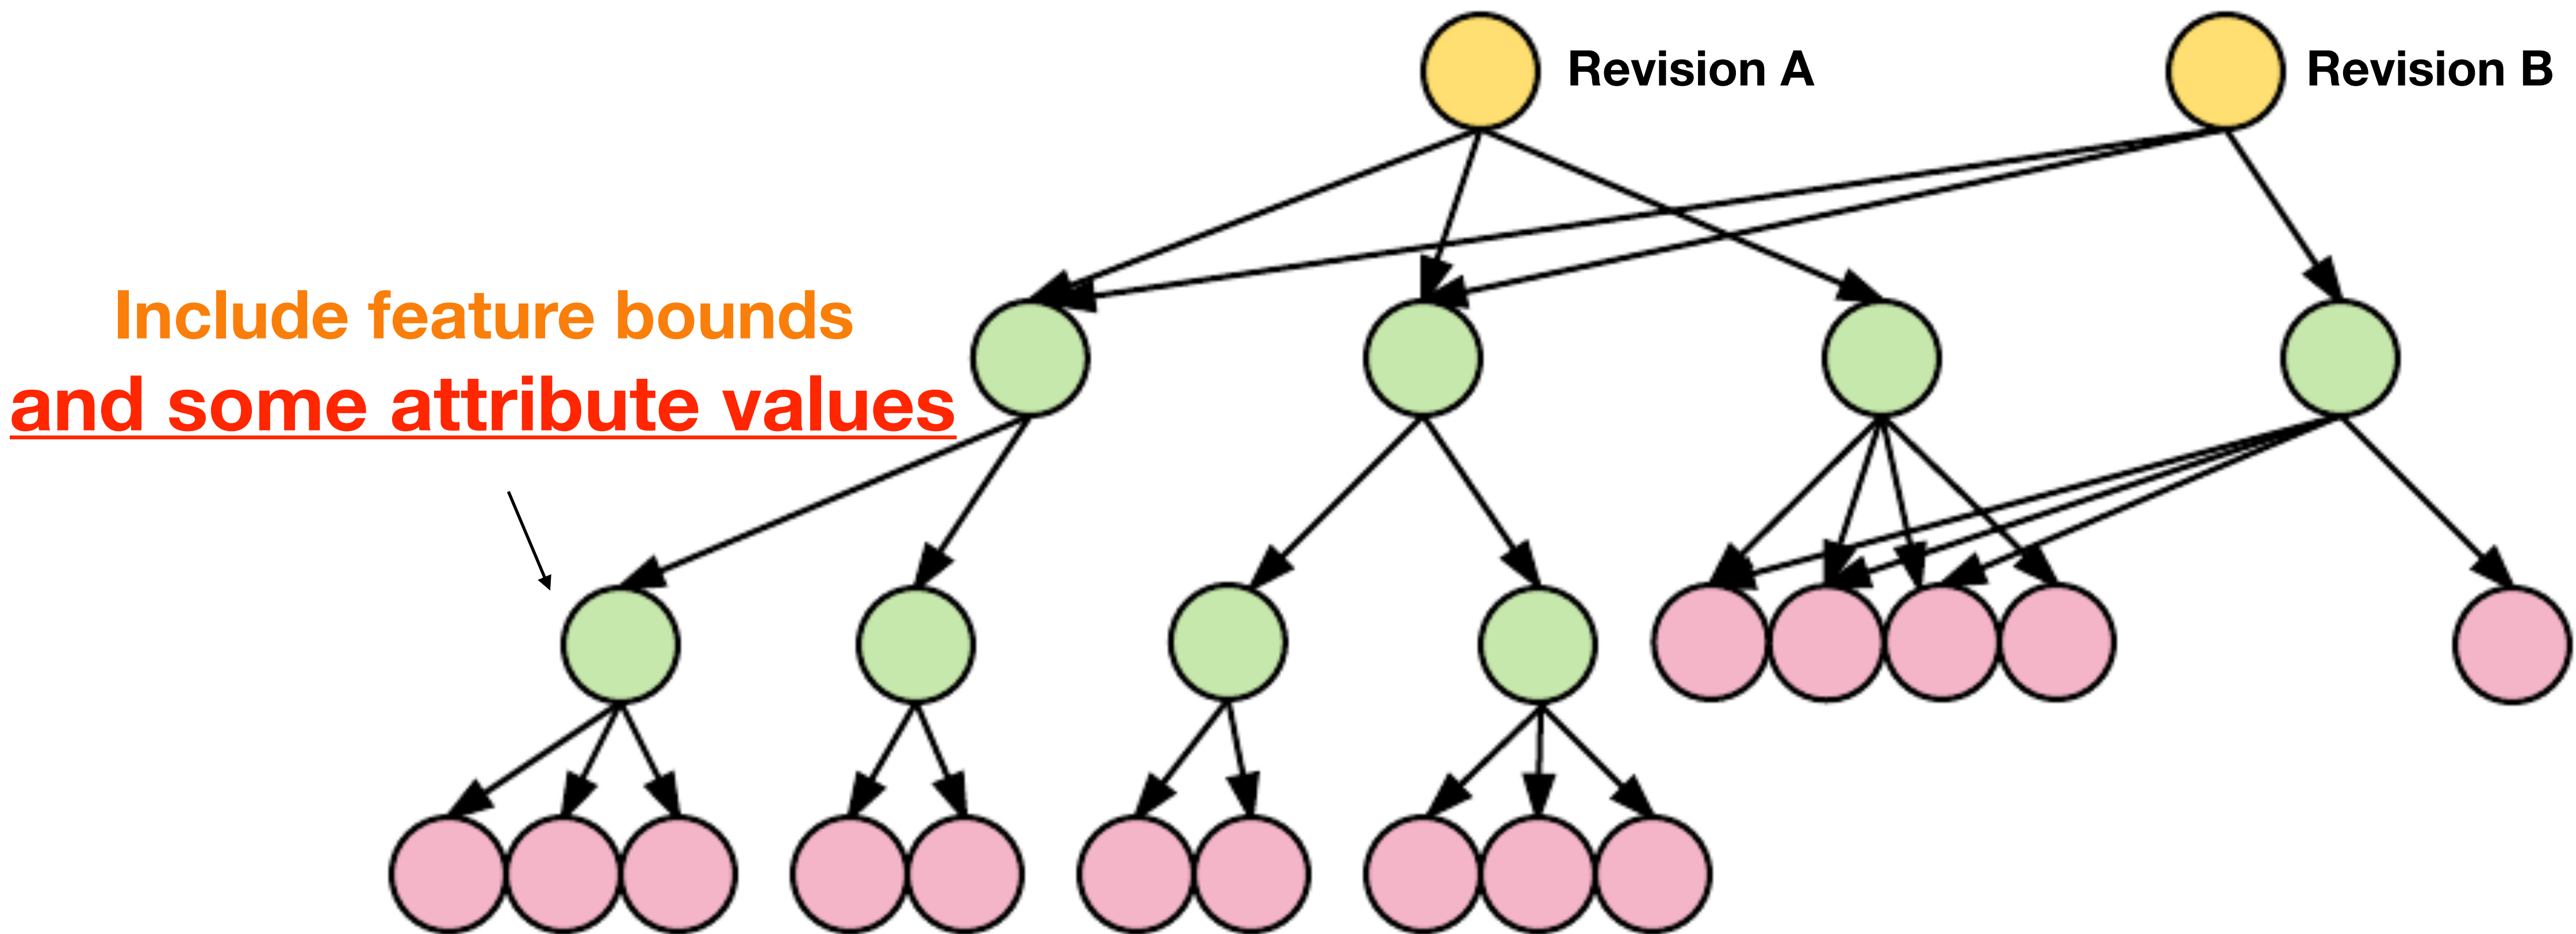 Revision A
Revision B
Include feature bounds
and some attribute values